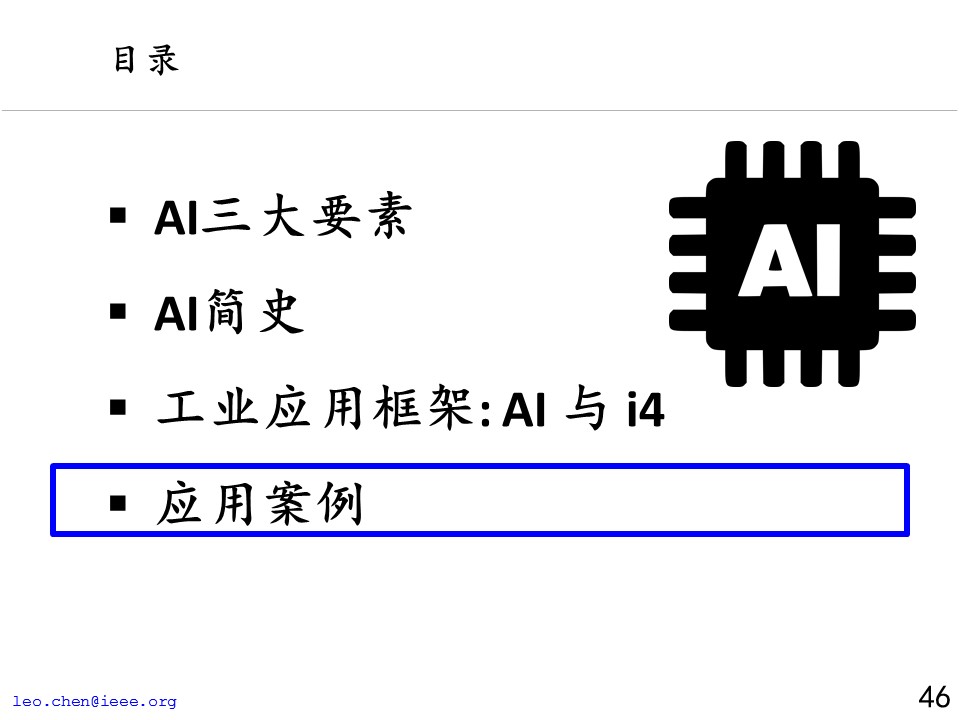 目录
▪ AI三大要素
▪ AI简史
▪ 工业应用框架: AI 与 i4
▪ 应用案例
AI
leo.chen@ieee.org
46